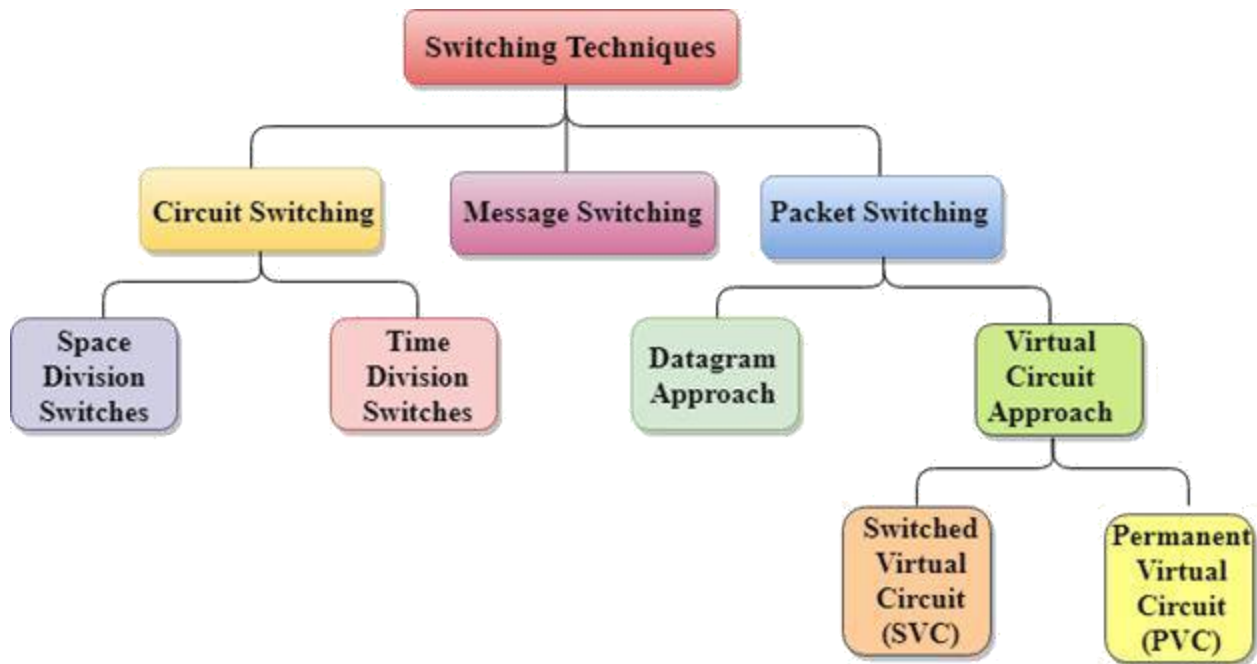 Switching Techniques
Circuit Switching
Message Switching
Packet Switching
Space
Division
Switches
Time
Division
Switches
Datagram
Approach
Virtual
Circuit
Approach
Switched
Virtual
Circuit
(SVC)
Permanent
Virtual
Circuit
(PVC)